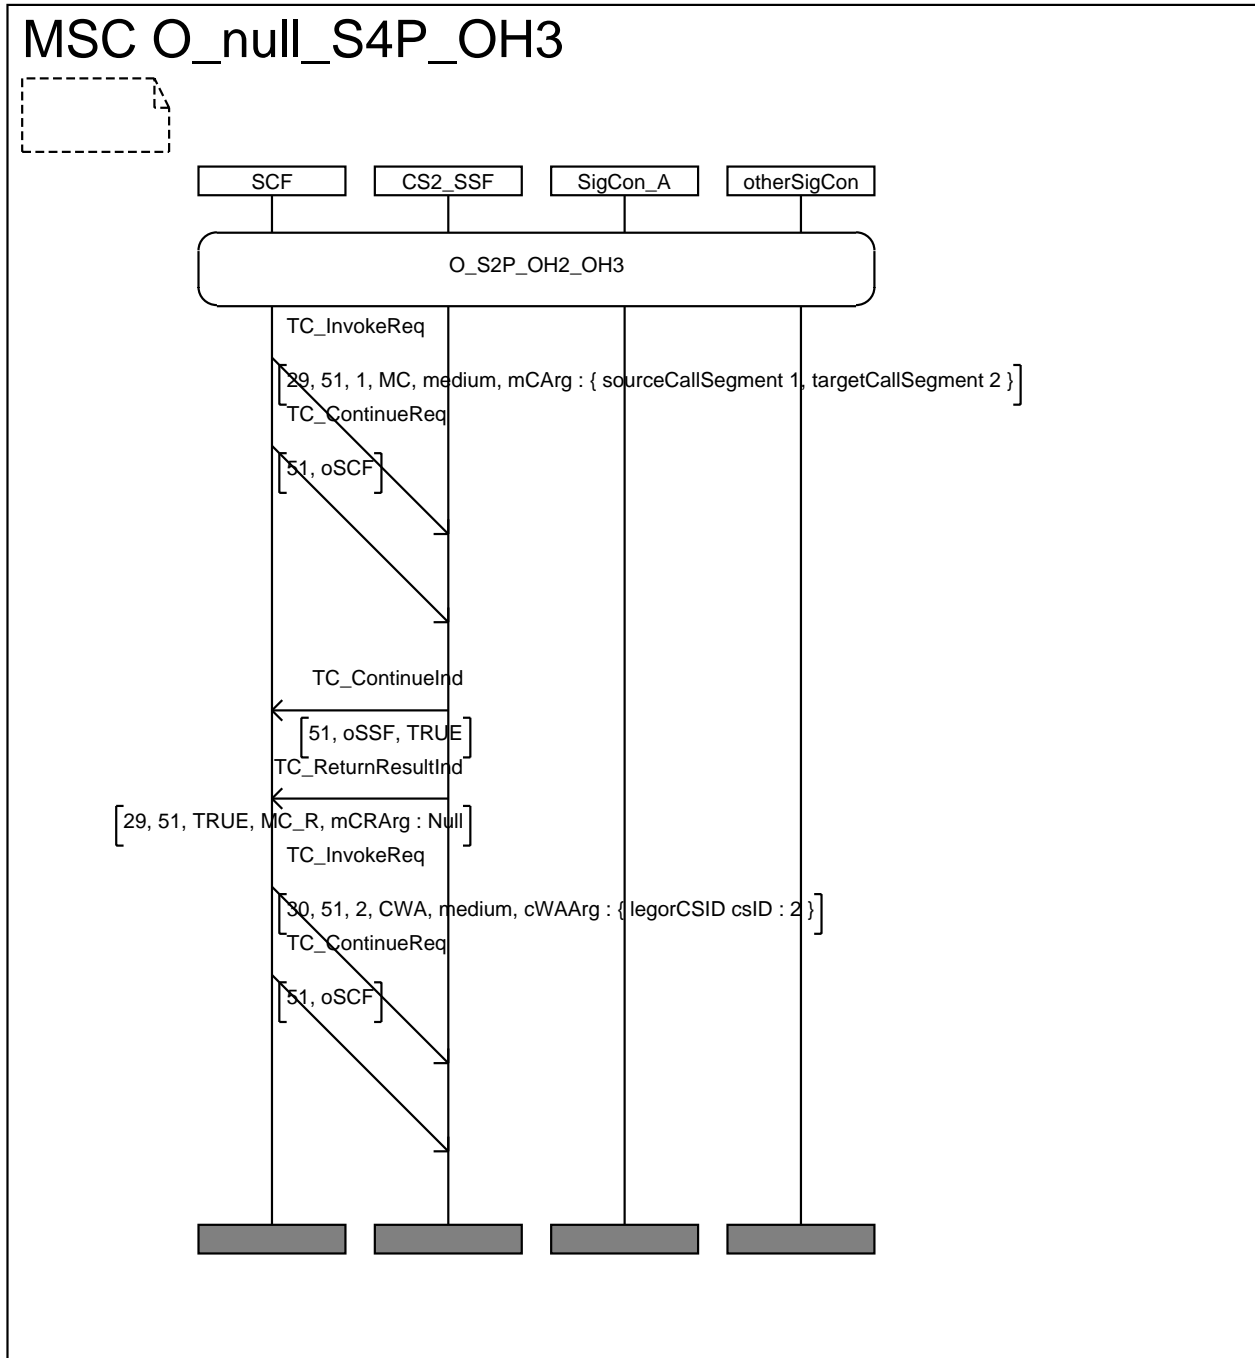 MSC O_null_S4P_OH3
SCF
CS2_SSF
SigCon_A
otherSigCon
O_S2P_OH2_OH3
TC_InvokeReq
29, 51, 1, MC, medium, mCArg : { sourceCallSegment 1, targetCallSegment 2 }
TC_ContinueReq
51, oSCF
TC_ContinueInd
51, oSSF, TRUE
TC_ReturnResultInd
29, 51, TRUE, MC_R, mCRArg : Null
TC_InvokeReq
30, 51, 2, CWA, medium, cWAArg : { legorCSID csID : 2 }
TC_ContinueReq
51, oSCF